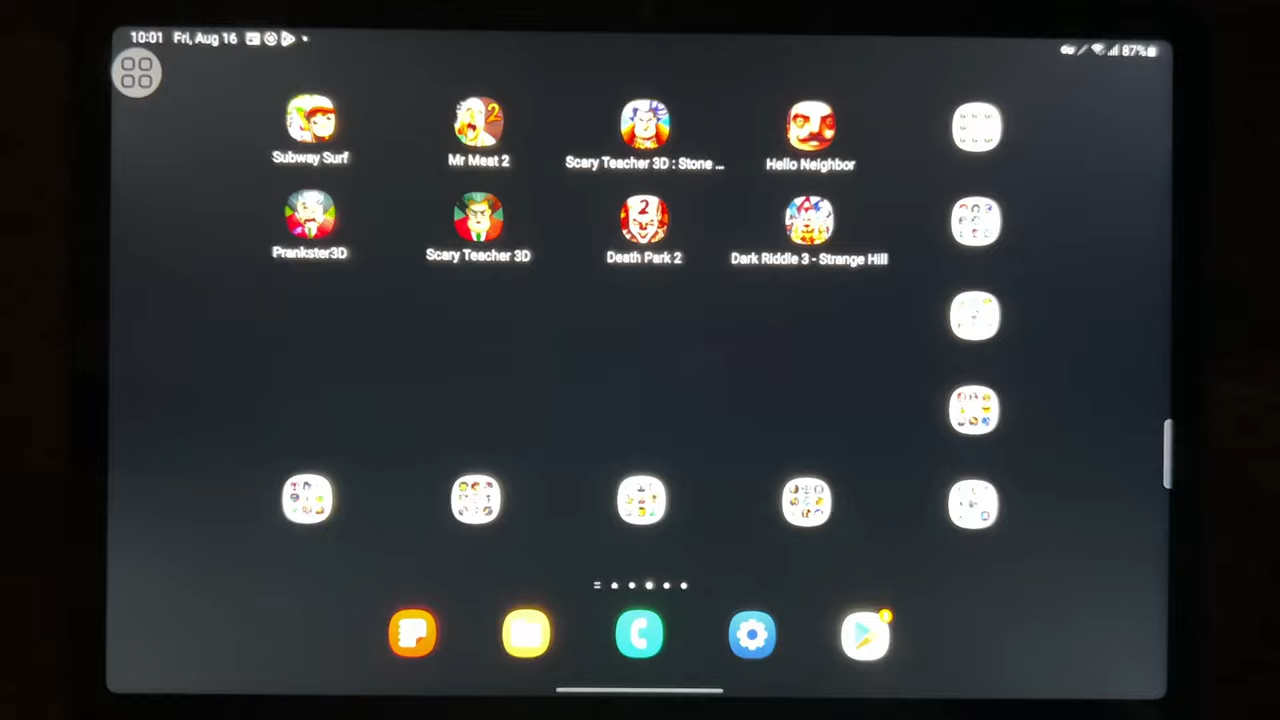 10:01 Fri, Aug 16
87%
Subway Surf
Mr Meat 2
Scary Teacher 3D : Stone ...
Hello Neighbor
Prankster3D
Scary Teacher 3D
Death Park 2
Dark Riddle 3 - Strange Hill